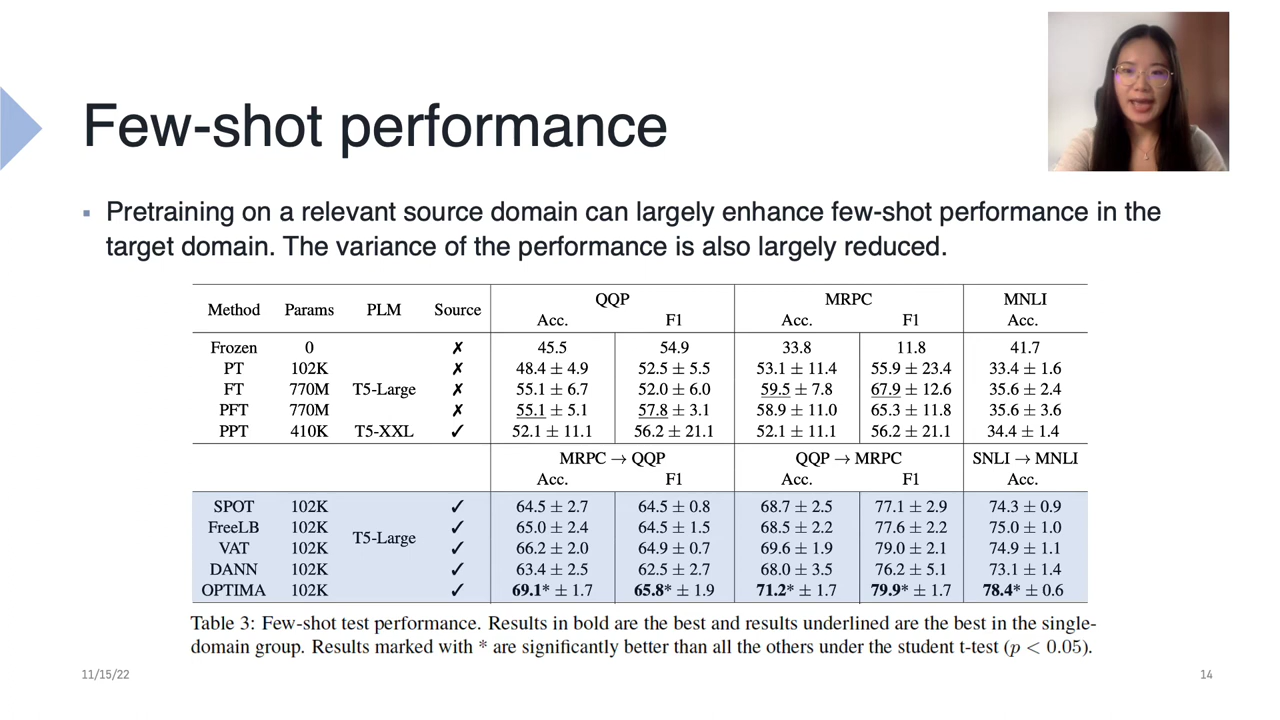 Few-shot performance
▪ Pretraining on a relevant source domain can largely enhance few-shot performance in the
target domain. The variance of the performance is also largely reduced.
Method Params PLM Source QQP MRPC MNLI
Acc. F1 Acc. F1 Acc.
Frozen 0 ✗ 45.5 54.9 33.8 11.8 41.7
PT 102K ✗ 48.4 ± 4.9 52.5 ± 5.5 53.1 ± 11.4 55.9 ± 23.4 33.4 ± 1.6
FT 770M T5-Large ✗ 55.1 ± 6.7 52.0 ± 6.0 59.5 ± 7.8 67.9 ± 12.6 35.6 ± 2.4
PFT 770M ✗ 55.1 ± 5.1 57.8 ± 3.1 58.9 ± 11.0 65.3 ± 11.8 35.6 ± 3.6
PPT 410K T5-XXL ✓ 52.1 ± 11.1 56.2 ± 21.1 52.1 ± 11.1 56.2 ± 21.1 34.4 ± 1.4
MRPC → QQP QQP → MRPC SNLI → MNLI
Acc. F1 Acc. F1 Acc.
SPOT 102K ✓ 64.5 ± 2.7 64.5 ± 0.8 68.7 ± 2.5 77.1 ± 2.9 74.3 ± 0.9
FreeLB 102K ✓ 65.0 ± 2.4 64.5 ± 1.5 68.5 ± 2.2 77.6 ± 2.2 75.0 ± 1.0
VAT 102K T5-Large ✓ 66.2 ± 2.0 64.9 ± 0.7 69.6 ± 1.9 79.0 ± 2.1 74.9 ± 1.1
DANN 102K ✓ 63.4 ± 2.5 62.5 ± 2.7 68.0 ± 3.5 76.2 ± 5.1 73.1 ± 1.4
OPTIMA 102K ✓ 69.1* ± 1.7 65.8* ± 1.9 71.2* ± 1.7 79.9* ± 1.7 78.4* ± 0.6
Table 3: Few-shot test performance. Results in bold are the best and results underlined are the best in the single-
domain group. Results marked with * are significantly better than all the others under the student t-test (p < 0.05).
11/15/22 14